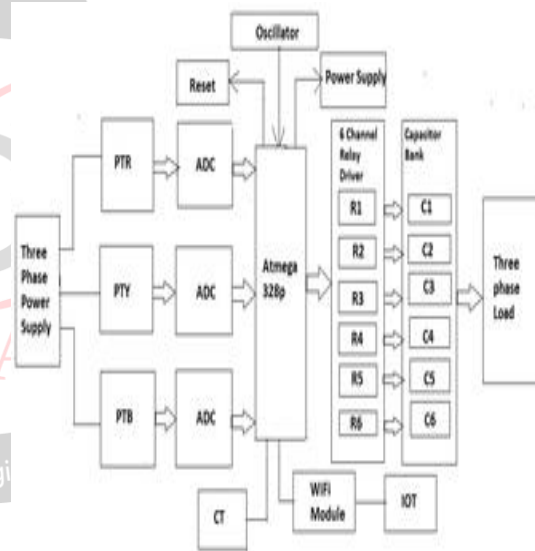 Oscillator
Reset
Power Supply
PTR
ADC
6 Channel
Relay
Driver
Capacitor
Bank
R1
C1
Three
Phase
Power
Supply
PTY
ADC
Atmega
328p
R2
C2
R3
C3
Three
phase
Load
R4
C4
PTB
ADC
R5
C5
R6
C6
CT
WiFi
Module
IOT